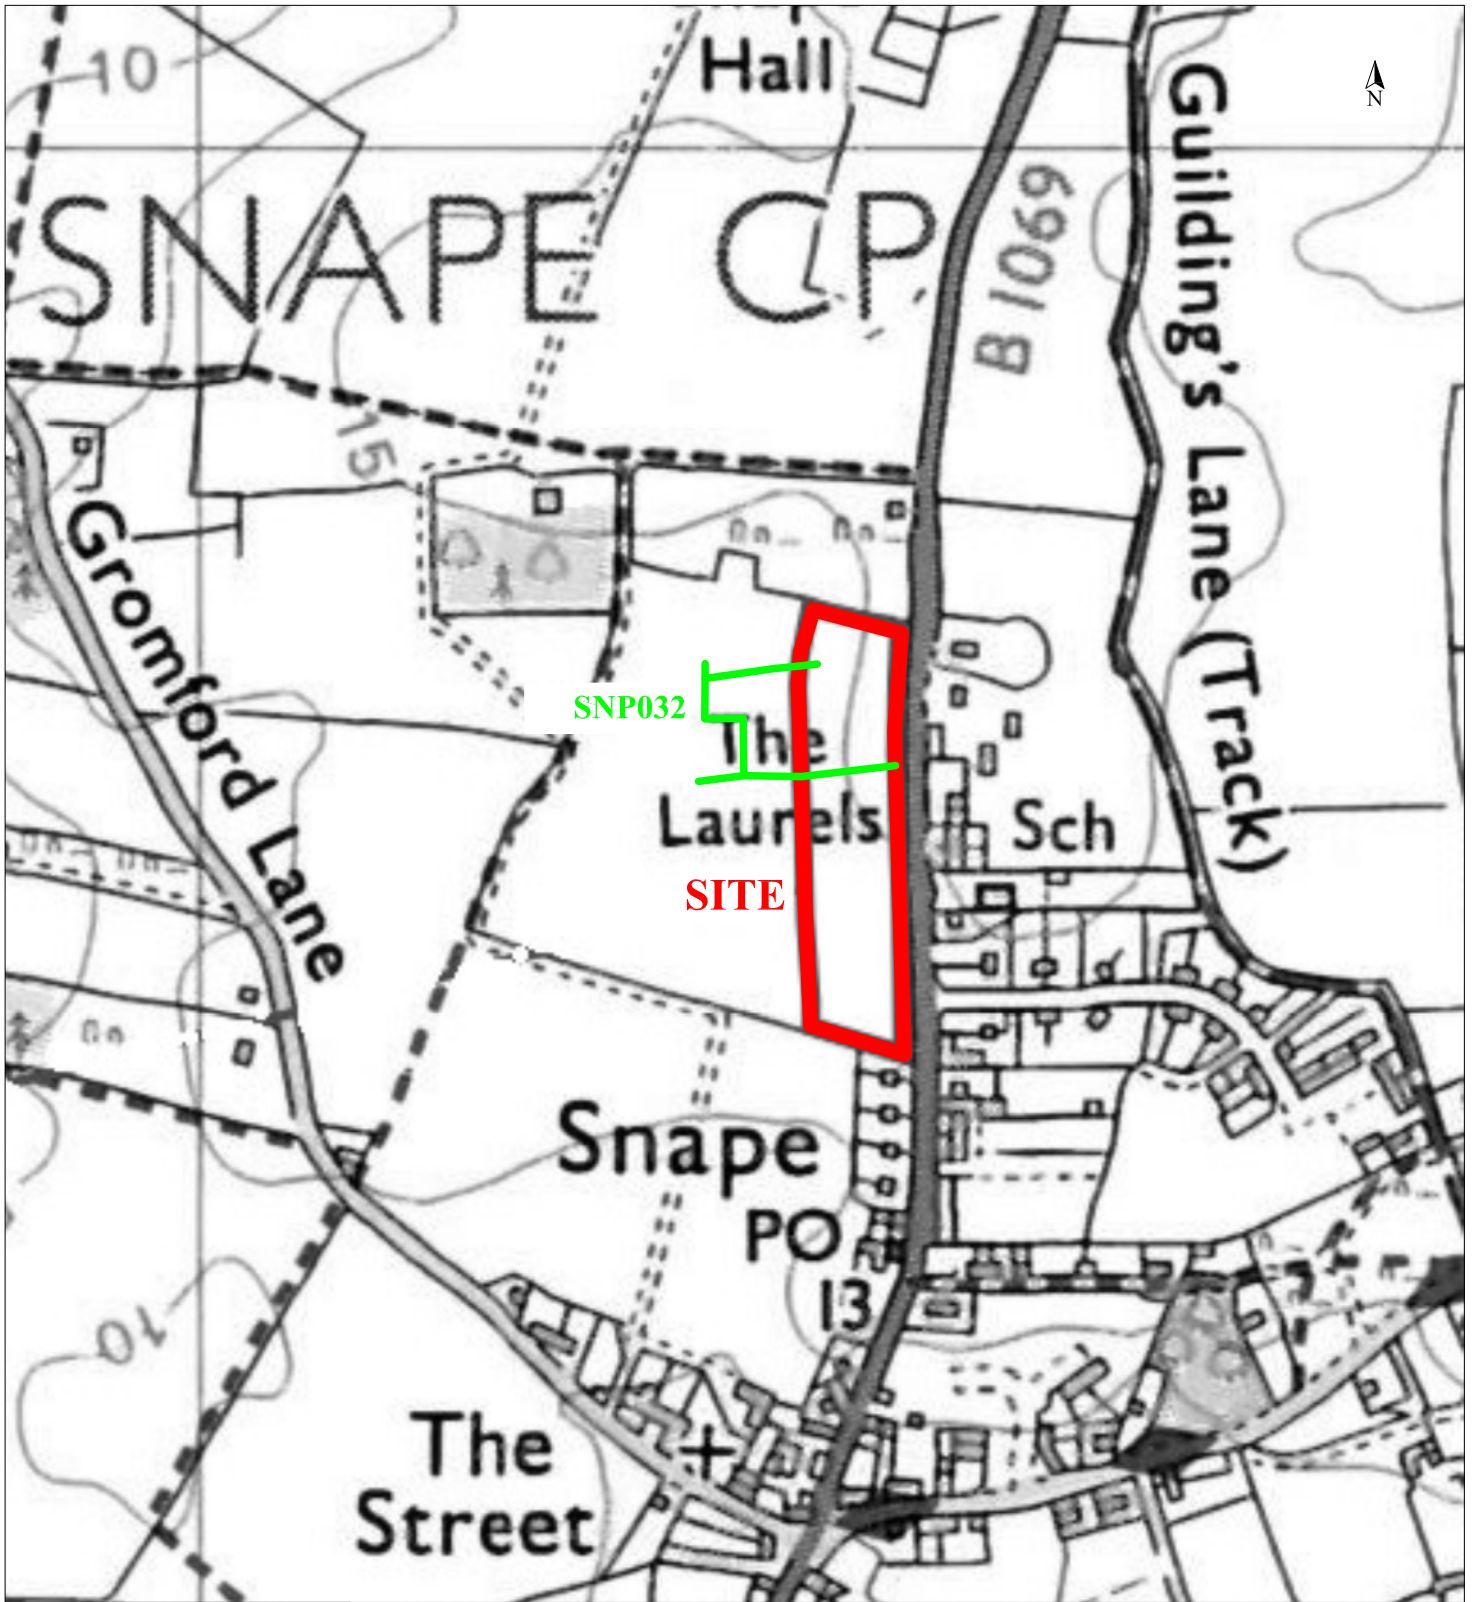 Hall
10
N
SNAPE CP
B 1069
Guilding's Lane (Track)
15
Gromford Lane
SNP032
The
Laurels
Sch
SITE
Snape
PO
13
10
The
Street